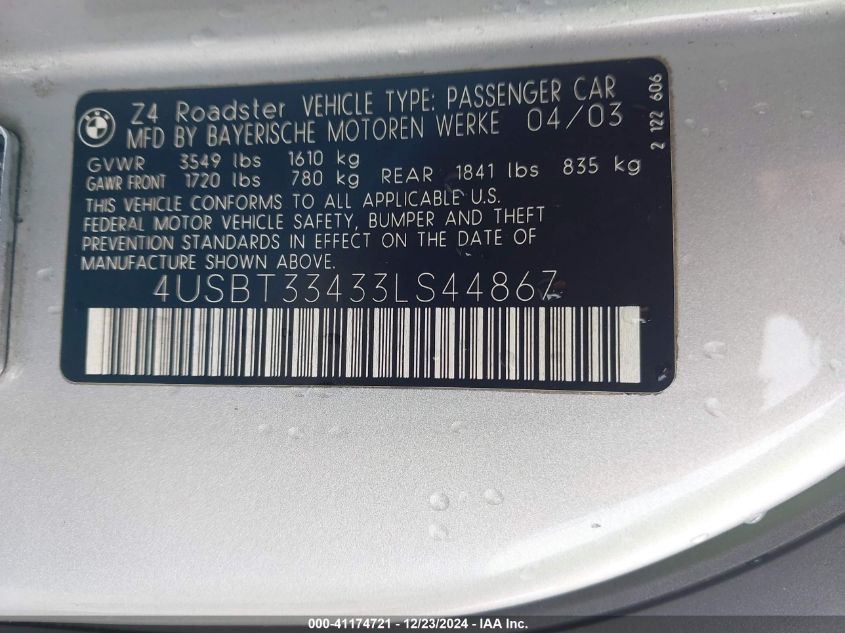 Z4 Roadster VEHICLE TYPE: PASSENGER CAR
MFD BY BAYERISCHE MOTOREN WERKE 04/03
GVWR 3549 lbs 1610 kg
GAWR FRONT 1720 lbs 780 kg REAR 1841 lbs 835 kg
THIS VEHICLE CONFORMS TO ALL APPLICABLE U.S.
FEDERAL MOTOR VEHICLE SAFETY, BUMPER AND THEFT
PREVENTION STANDARDS IN EFFECT ON THE DATE OF
MANUFACTURE SHOWN ABOVE.
4USBT33433LS44867
2 122 606
000-41174721 - 12/23/2024 - IAA Inc.